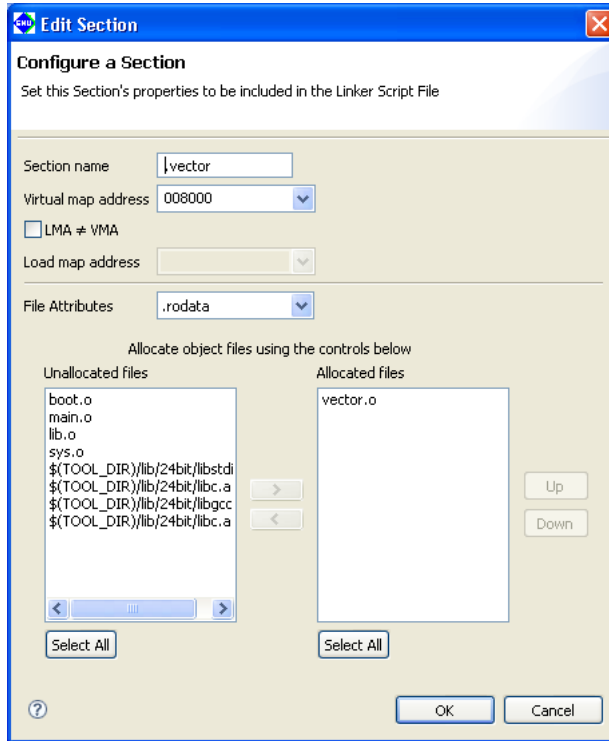 GNU Edit Section
Configure a Section
Set this Section's properties to be included in the Linker Script File
Section name .vector
Virtual map address 008000
LMA ≠ VMA
Load map address
File Attributes .rodata
Allocate object files using the controls below
Unallocated files Allocated files
boot.o vector.o
main.o
lib.o
sys.o
$(TOOL_DIR)/lib/24bit/libstdi
$(TOOL_DIR)/lib/24bit/libc.a
$(TOOL_DIR)/lib/24bit/libgcc
$(TOOL_DIR)/lib/24bit/libc.a
>
<
Up
Down
Select All Select All
? OK Cancel